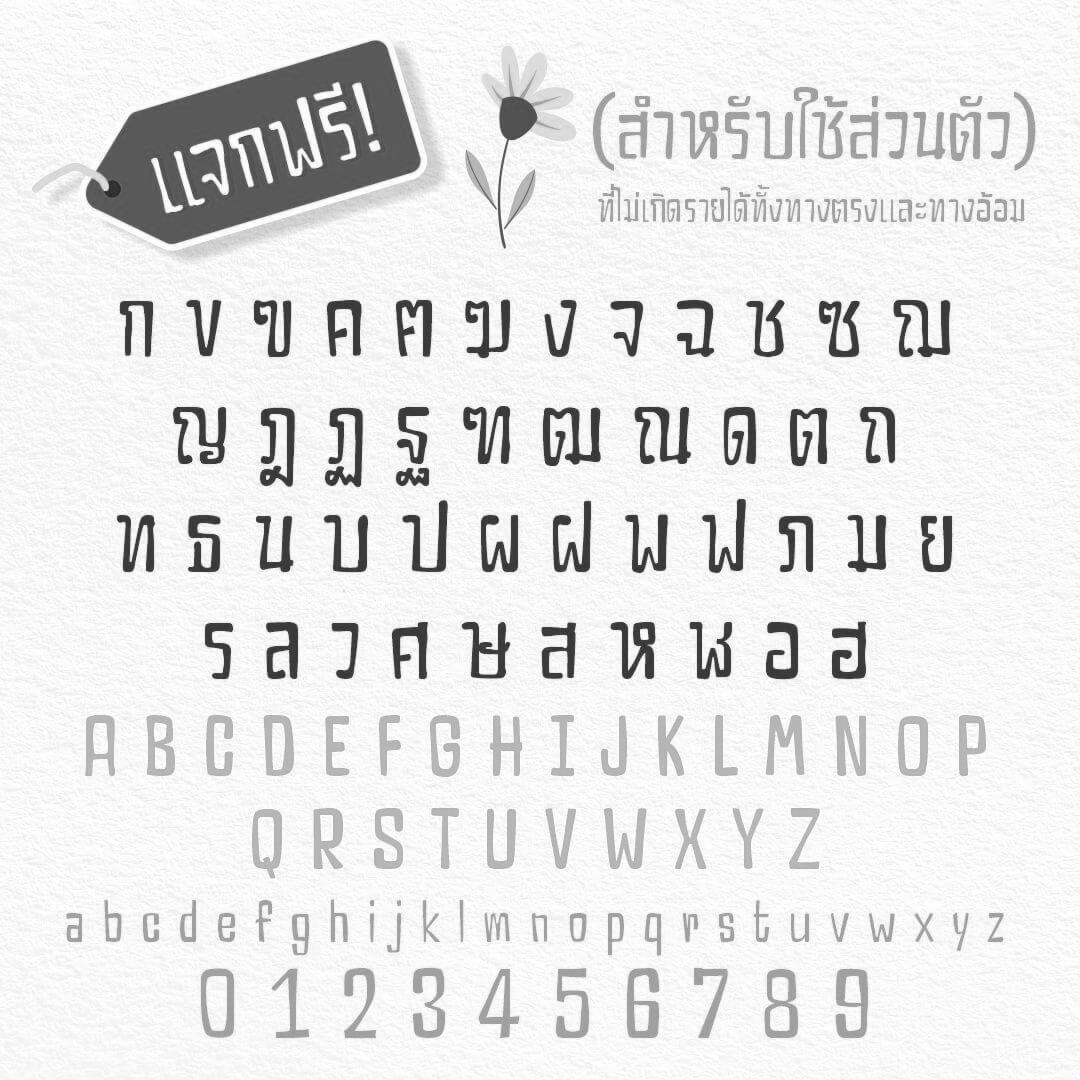 แจกฟรี!
(สำหรับใช้ส่วนตัว)
ที่ไม่เกิดรายได้ทั้งทางตรงและทางอ้อม
ก ข ฃ ค ฅ ฆ ง จ ฉ ช ซ ฌ
ญ ฎ ฏ ฐ ฑ ฒ ณ ด ต ถ
ท ธ น บ ป ผ ฝ พ ฟ ภ ม ย
ร ล ว ศ ษ ส ห ฬ อ ฮ
A B C D E F G H I J K L M N O P
Q R S T U V W X Y Z
a b c d e f g h i j k l m n o p q r s t u v w x y z
0 1 2 3 4 5 6 7 8 9